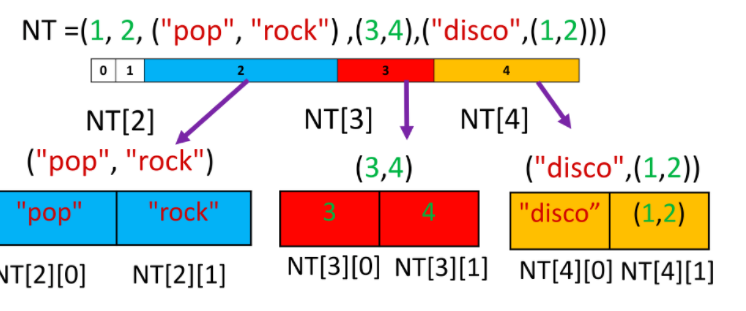 NT =(1, 2, ("pop", "rock") ,(3,4),("disco",(1,2)))
0 1 2 3 4
NT[2] NT[3] NT[4]
("pop", "rock") (3,4) ("disco",(1,2))
"pop" "rock" 3 4 "disco” (1,2)
NT[2][0] NT[2][1] NT[3][0] NT[3][1] NT[4][0] NT[4][1]